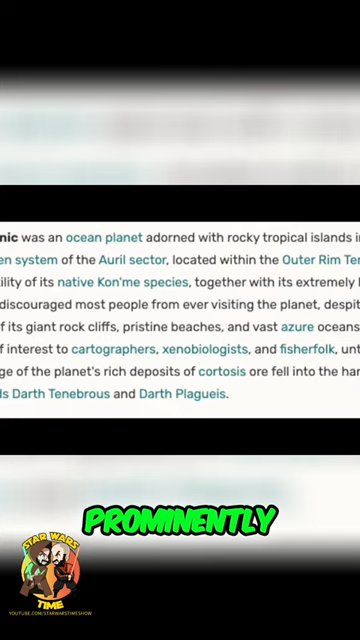 nic was an ocean planet adorned with rocky tropical islands i
en system of the Auril sector, located within the Outer Rim Ter
tility of its native Kon'me species, together with its extremely
discouraged most people from ever visiting the planet, despit
of its giant rock cliffs, pristine beaches, and vast azure oceans
f interest to cartographers, xenobiologists, and fisherfolk, unt
ge of the planet's rich deposits of cortosis ore fell into the har
ds Darth Tenebrous and Darth Plagueis.
PROMINENTLY
STAR WARS
TIME
YOUTUBE.COM/STARWARSTIMESHOW